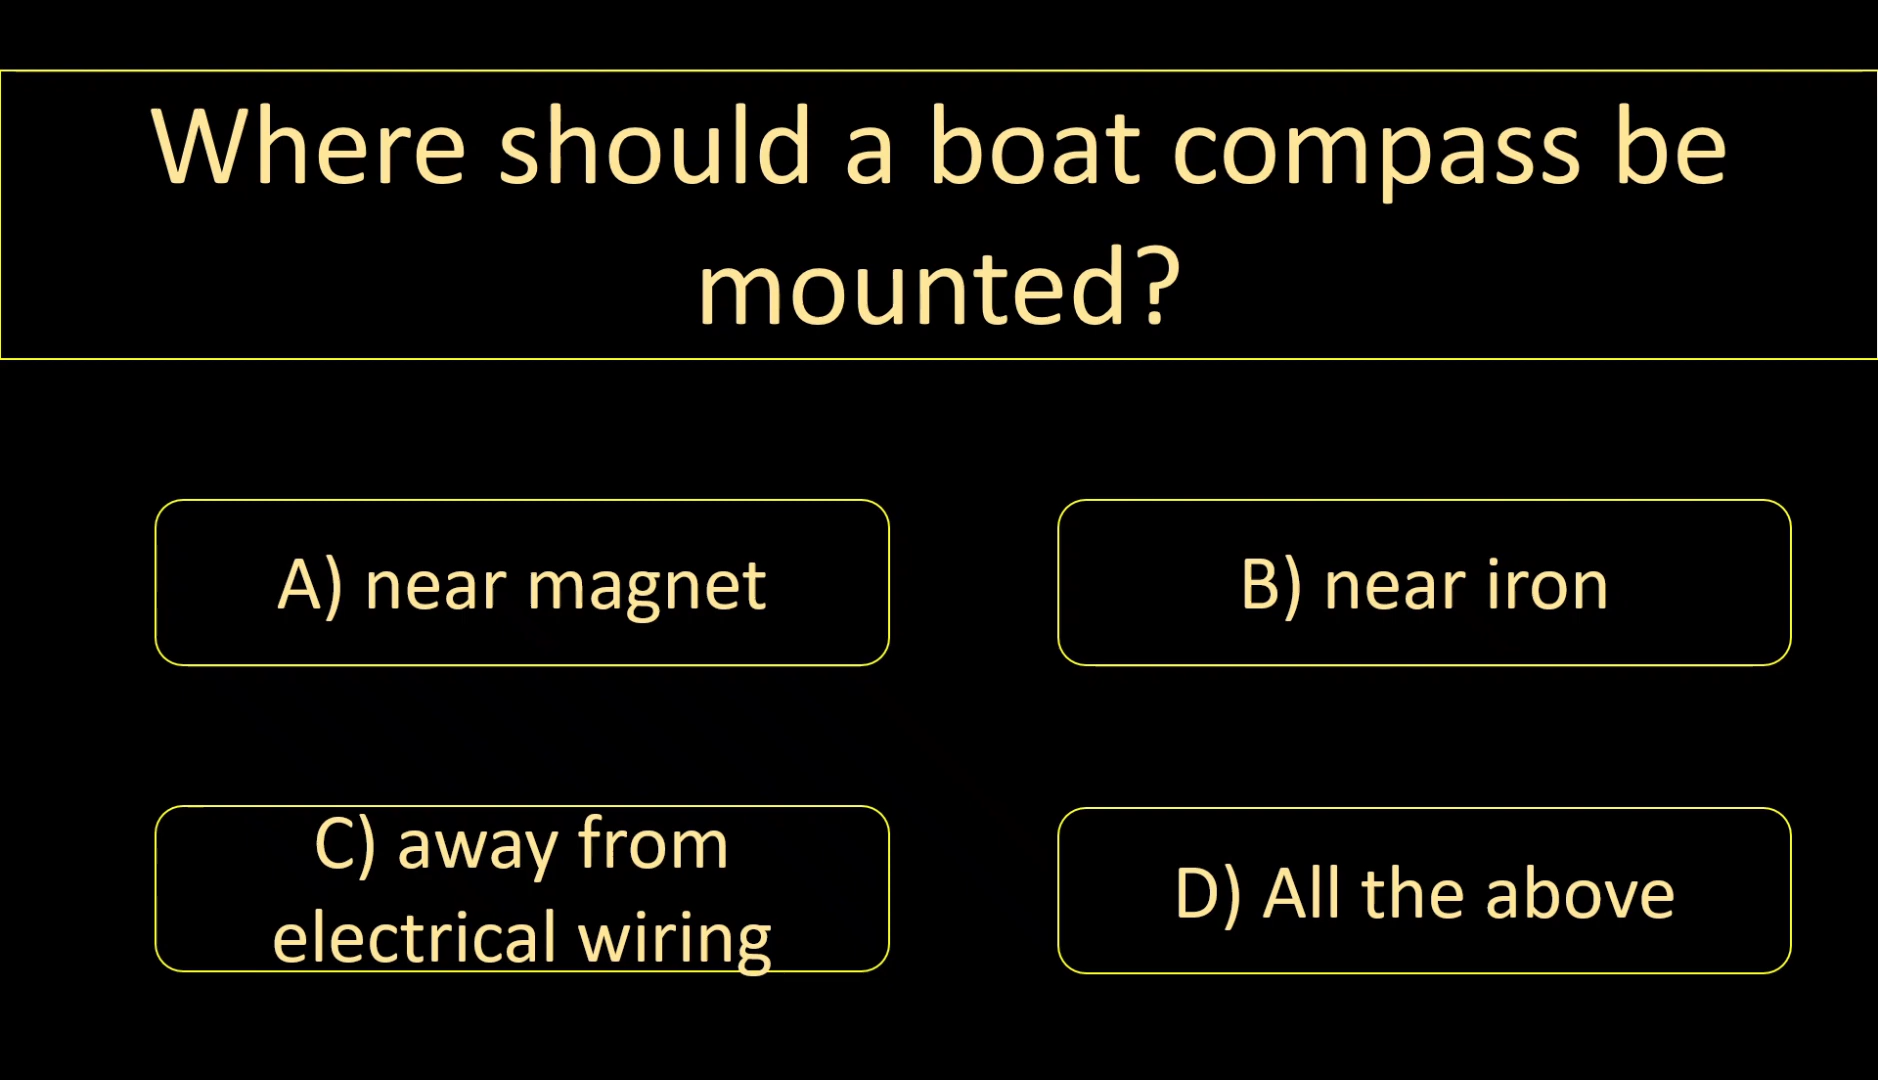 Where should a boat compass be
mounted?
A) near magnet
B) near iron
C) away from
electrical wiring
D) All the above